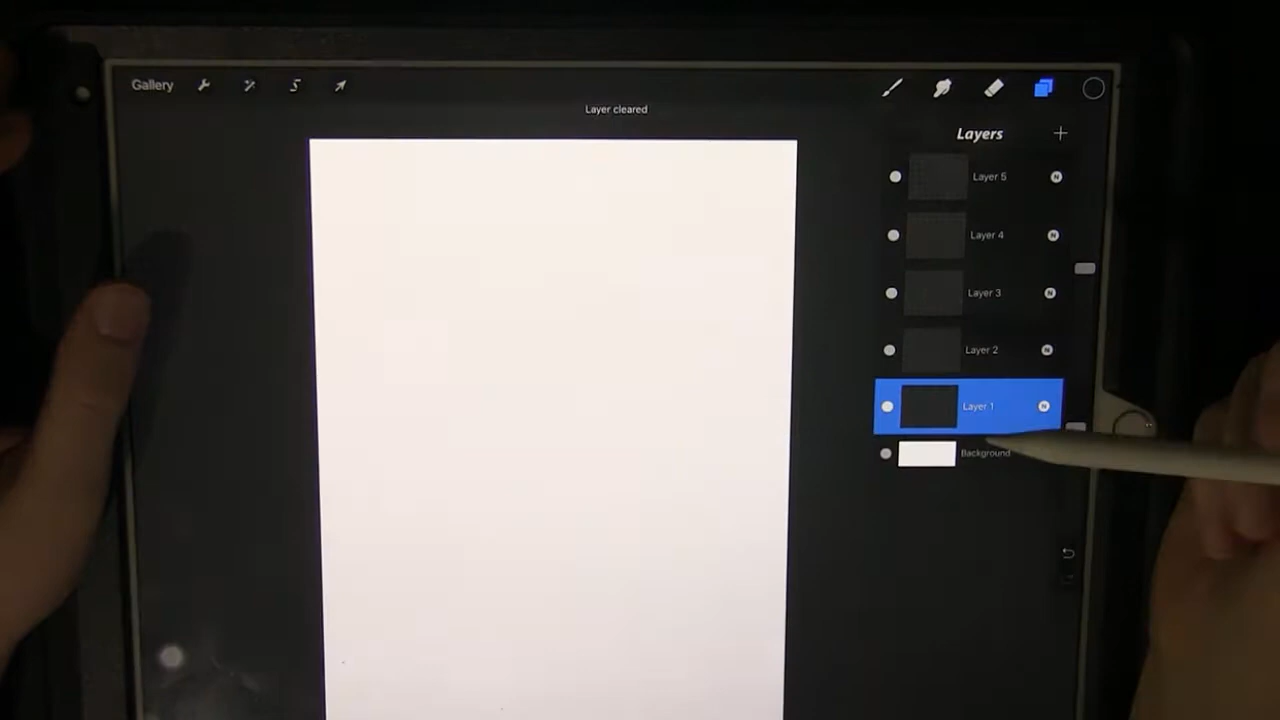 Gallery
Layer cleared
Layers
Layer 5
N
Layer 4
N
Layer 3
N
Layer 2
N
Layer 1
N
Background